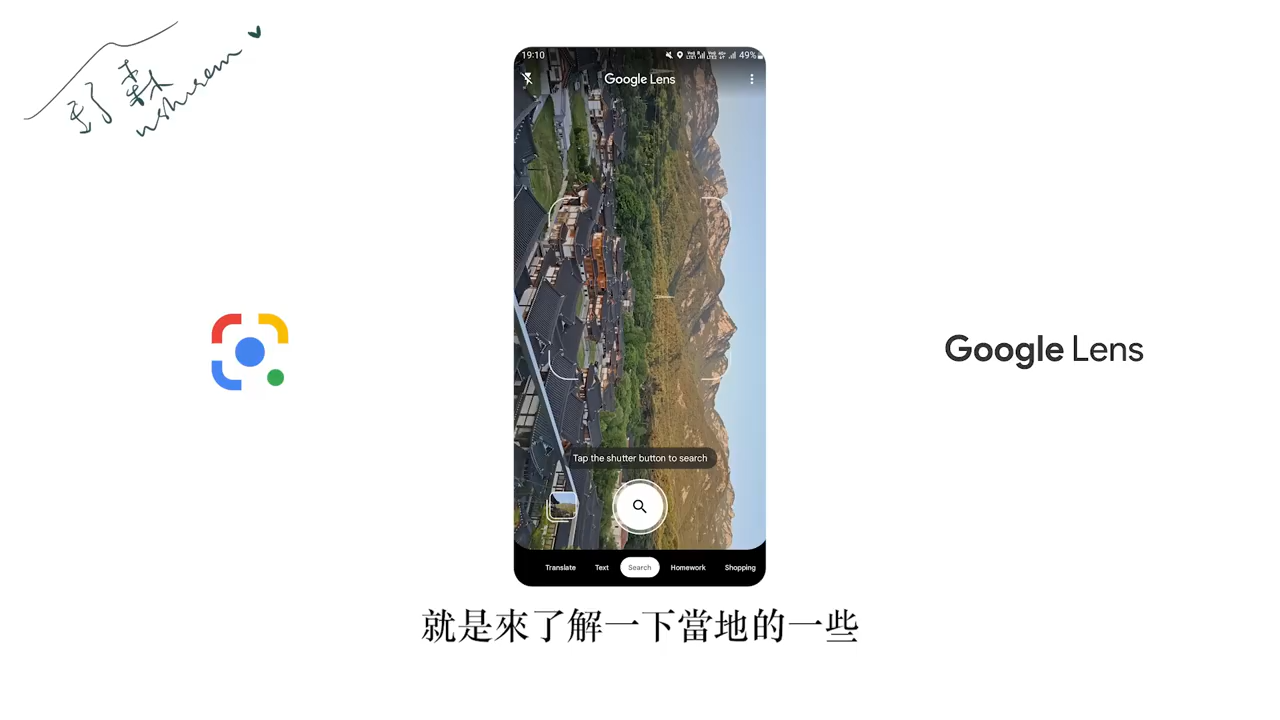 19:10
49%
Google Lens
Google Lens
Tap the shutter button to search
Translate
Text
Search
Homework
Shopping
就是來了解一下當地的一些